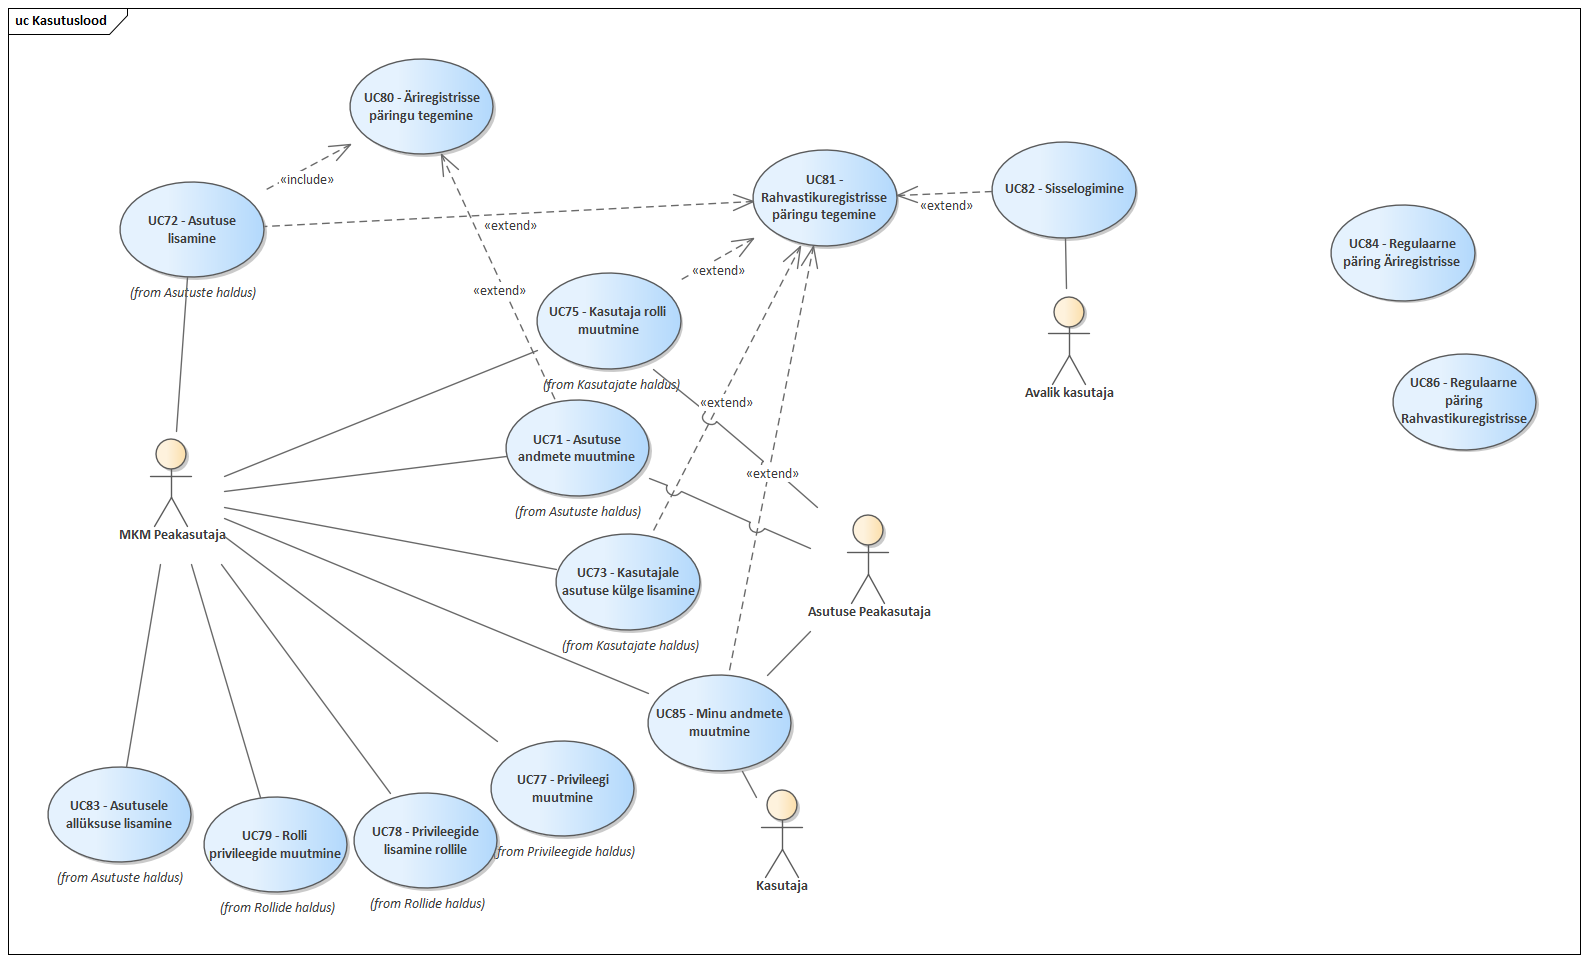 uc Kasutuslood
UC80 - Äriregistrisse
päringu tegemine
«include»
UC72 - Asutuse
lisamine
(from Asutuste haldus)
«extend»
UC81 -
Rahvastikuregistrisse
päringu tegemine
«extend»
UC82 - Sisselogimine
UC84 - Regulaarne
päring Äriregistrisse
«extend»
«extend»
UC75 - Kasutaja rolli
muutmine
(from Kasutajate haldus)
Avalik kasutaja
UC86 - Regulaarne
päring
Rahvastikuregistrisse
«extend»
UC71 - Asutuse
andmete muutmine
(from Asutuste haldus)
«extend»
MKM Peakasutaja
UC73 - Kasutajale
asutuse külge lisamine
(from Kasutajate haldus)
Asutuse Peakasutaja
UC85 - Minu andmete
muutmine
UC77 - Privileegi
muutmine
(from Privileegide haldus)
UC83 - Asutusele
allüksuse lisamine
(from Asutuste haldus)
UC79 - Rolli
privileegide muutmine
(from Rollide haldus)
UC78 - Privileegide
lisamine rollile
(from Rollide haldus)
Kasutaja